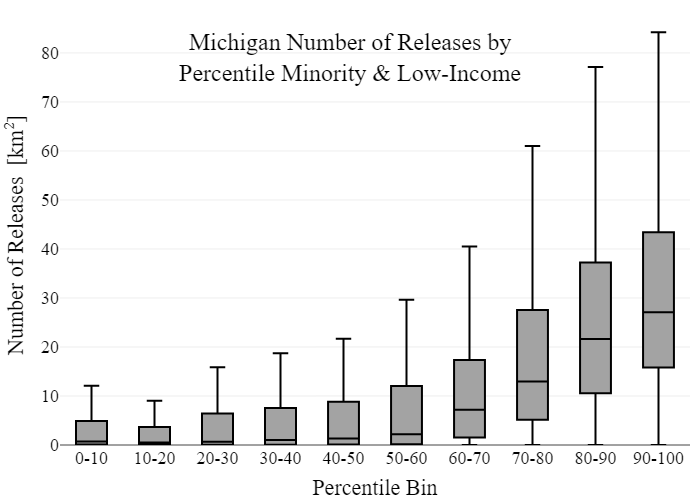 Michigan Number of Releases by
Percentile Minority & Low-Income
Number of Releases [km²]
80
70
60
50
40
30
20
10
0
0-10 10-20 20-30 30-40 40-50 50-60 60-70 70-80 80-90 90-100
Percentile Bin